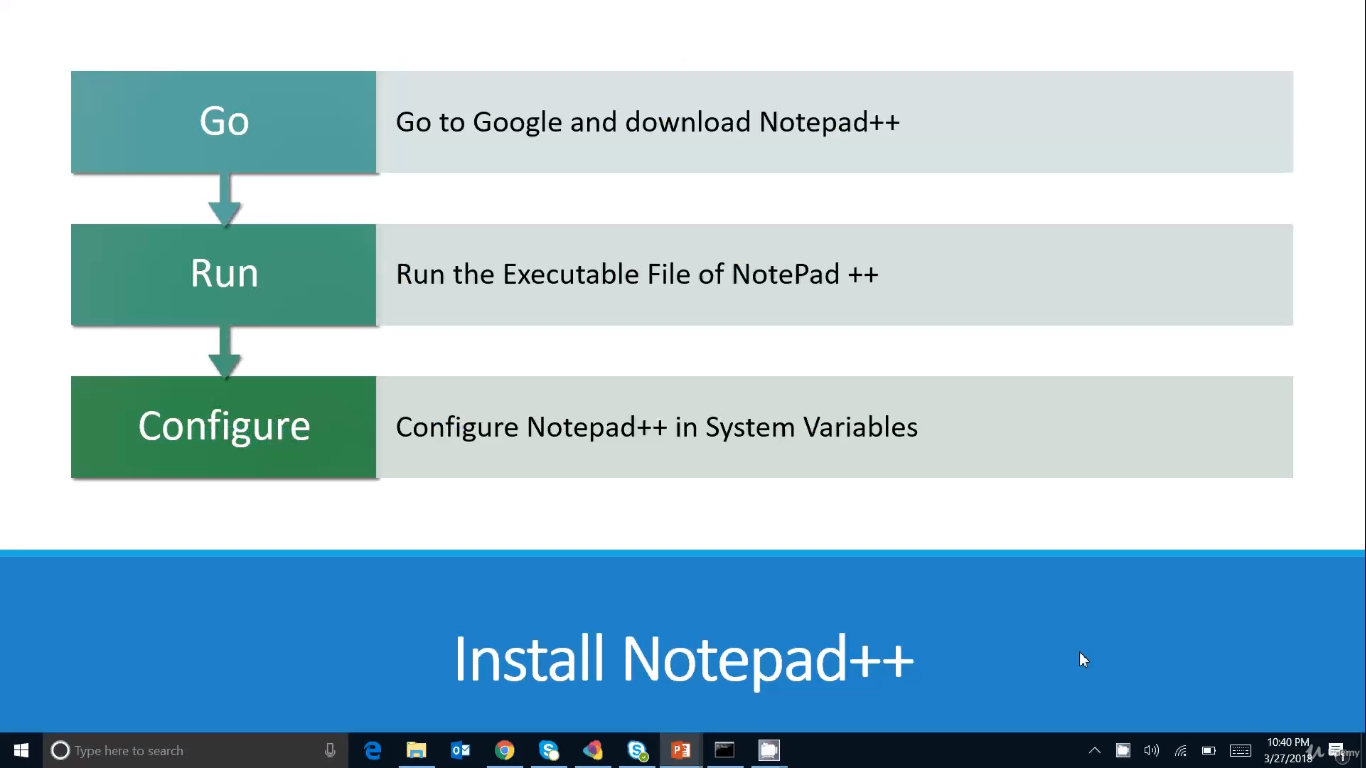 Go
Go to Google and download Notepad++
Run
Run the Executable File of NotePad ++
Configure
Configure Notepad++ in System Variables
Install Notepad++
Type here to search
10:40 PM
3/27/2018